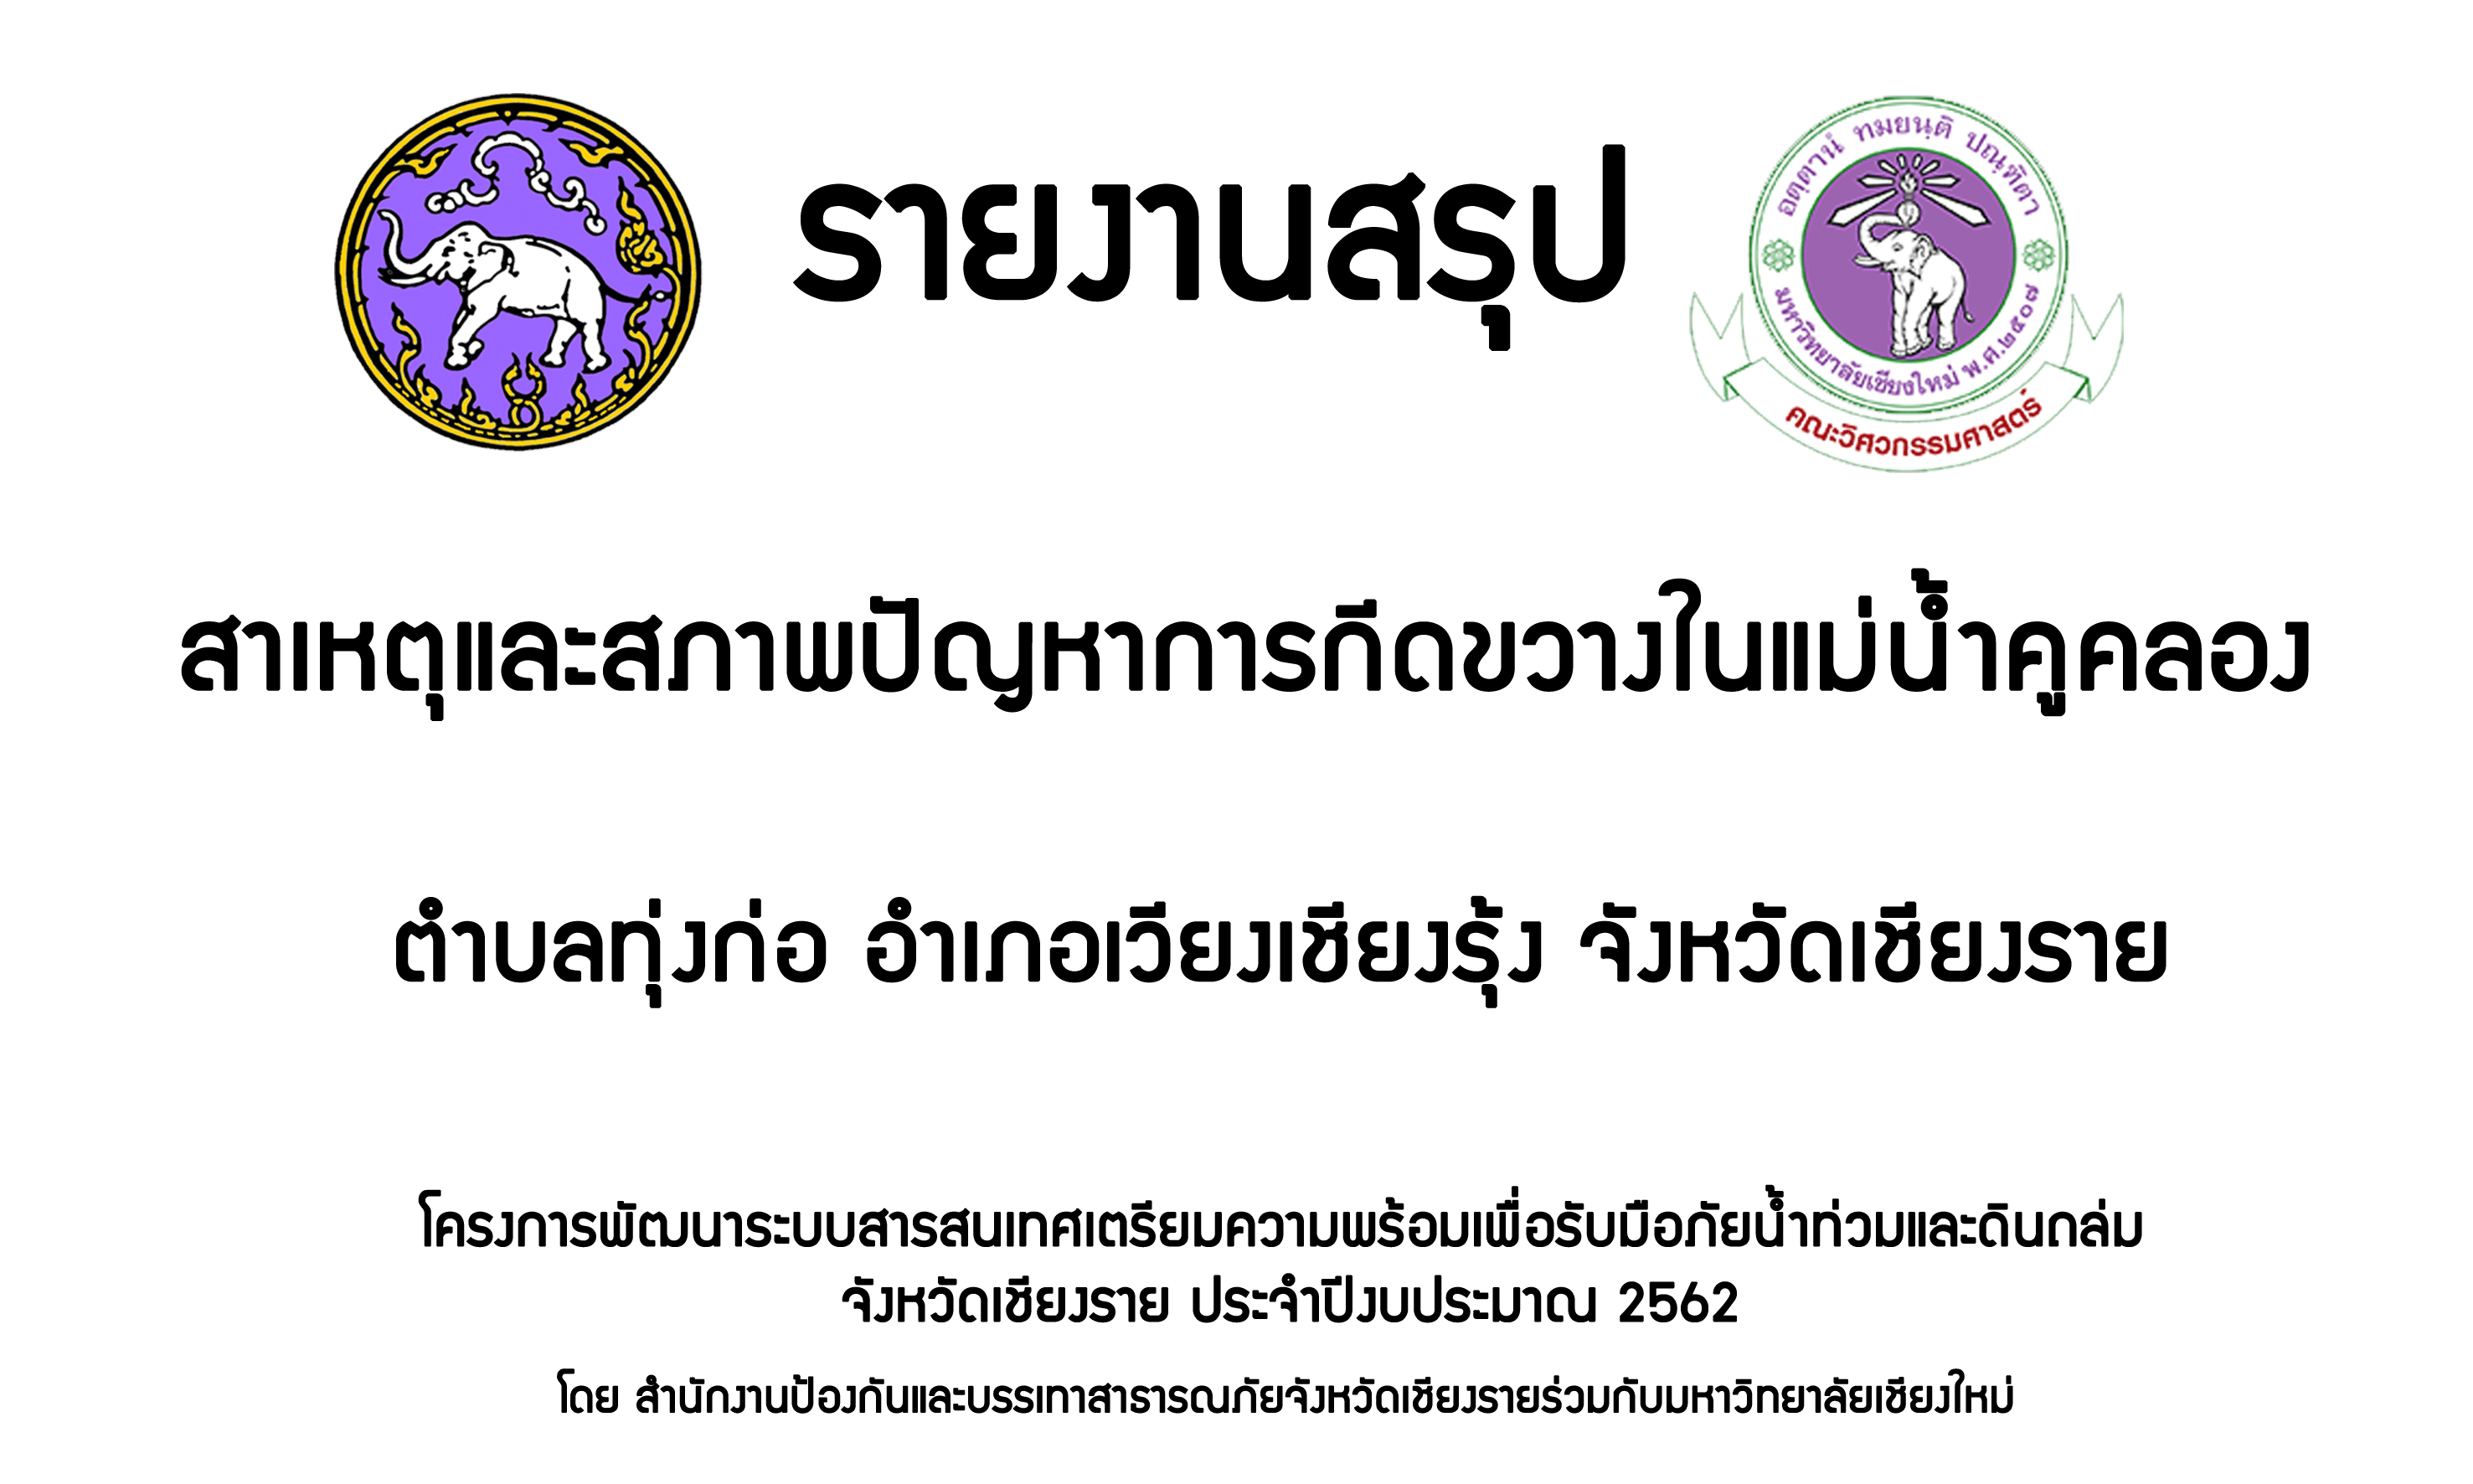 รายงานสรุป
อตฺตานํ ทมยนฺติ ปณฺฑิตา
มหาวิทยาลัยเชียงใหม่ พ.ศ.๒๕๐๗
คณะวิศวกรรมศาสตร์
สาเหตุและสภาพปัญหาการกีดขวางในแม่น้ำคูคลอง
ตำบลทุ่งก่อ อำเภอเวียงเชียงรุ้ง จังหวัดเชียงราย
โครงการพัฒนาระบบสารสนเทศเตรียมความพร้อมเพื่อรับมือภัยน้ำท่วมและดินถล่ม
จังหวัดเชียงราย ประจำปีงบประมาณ 2562
โดย สำนักงานป้องกันและบรรเทาสาธารณภัยจังหวัดเชียงรายร่วมกับมหาวิทยาลัยเชียงใหม่